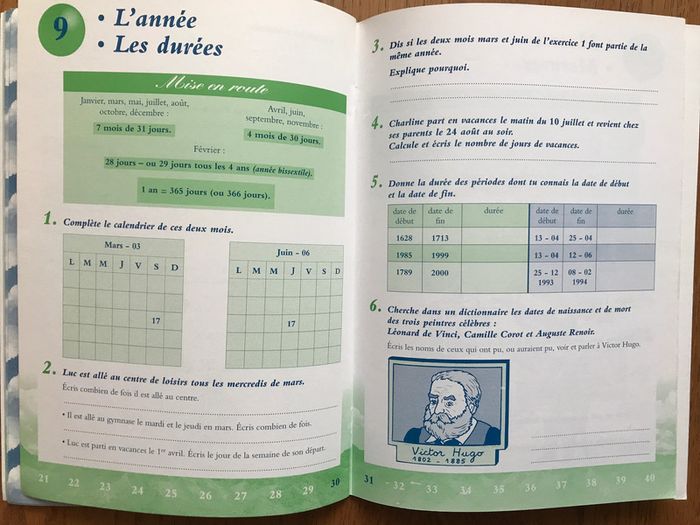 9
• L'année
• Les durées
Mise en route
Janvier, mars, mai, juillet, août,
octobre, décembre :
7 mois de 31 jours.
Avril, juin,
septembre, novembre :
4 mois de 30 jours.
Février :
28 jours – ou 29 jours tous les 4 ans (année bissextile).
1 an = 365 jours (ou 366 jours).
1. Complète le calendrier de ces deux mois.
Mars – 03
L M M J V S D
17
Juin – 06
L M M J V S D
17
2. Luc est allé au centre de loisirs tous les mercredis de mars.
Écris combien de fois il est allé au centre.
• Il est allé au gymnase le mardi et le jeudi en mars. Écris combien de fois.
• Luc est parti en vacances le 1er avril. Écris le jour de la semaine de son départ.
21 22 23 24 25 26 27 28 29 30
3. Dis si les deux mois mars et juin de l'exercice 1 font partie de la
même année.
Explique pourquoi.
4. Charline part en vacances le matin du 10 juillet et revient chez
ses parents le 24 août au soir.
Calcule et écris le nombre de jours de vacances.
5. Donne la durée des périodes dont tu connais la date de début
et la date de fin.
date de début date de fin durée date de début date de fin durée
1628 1713 13 – 04 25 – 04
1985 1999 13 – 04 12 – 06
1789 2000 25 – 12 1993 08 – 02 1994
6. Cherche dans un dictionnaire les dates de naissance et de mort
des trois peintres célèbres :
Léonard de Vinci, Camille Corot et Auguste Renoir.
Écris les noms de ceux qui ont pu, ou auraient pu, voir et parler à Victor Hugo.
Victor Hugo
1802 - 1885
31 - 32 - 33 34 35 36 37 38 39 40